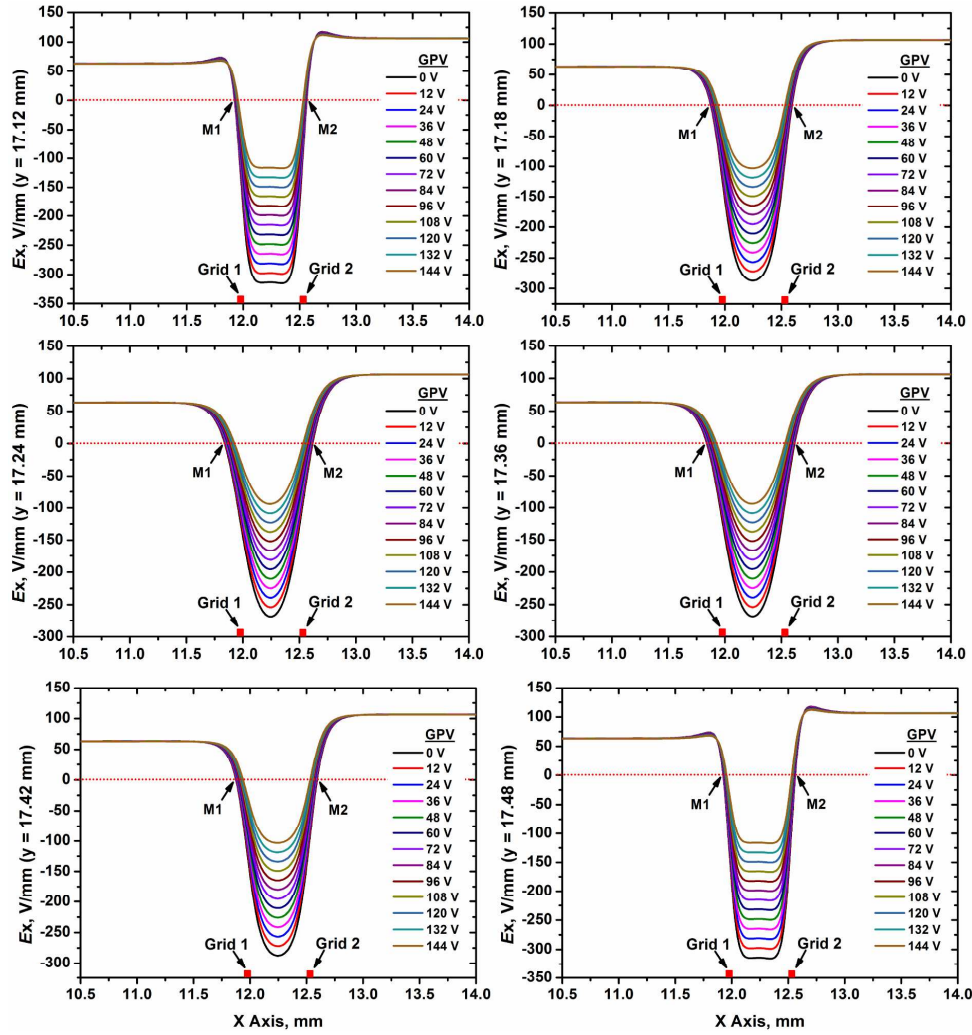 Ex, V/mm (y = 17.12 mm)
150
100
50
0
-50
-100
-150
-200
-250
-300
-350
GPV
0 V
12 V
24 V
36 V
48 V
60 V
72 V
84 V
96 V
108 V
120 V
132 V
144 V
M1
M2
Grid 1
Grid 2
10.5 11.0 11.5 12.0 12.5 13.0 13.5 14.0
Ex, V/mm (y = 17.18 mm)
150
100
50
0
-50
-100
-150
-200
-250
-300
GPV
0 V
12 V
24 V
36 V
48 V
60 V
72 V
84 V
96 V
108 V
120 V
132 V
144 V
M1
M2
Grid 1
Grid 2
10.5 11.0 11.5 12.0 12.5 13.0 13.5 14.0
Ex, V/mm (y = 17.24 mm)
150
100
50
0
-50
-100
-150
-200
-250
-300
GPV
0 V
12 V
24 V
36 V
48 V
60 V
72 V
84 V
96 V
108 V
120 V
132 V
144 V
M1
M2
Grid 1
Grid 2
10.5 11.0 11.5 12.0 12.5 13.0 13.5 14.0
Ex, V/mm (y = 17.36 mm)
150
100
50
0
-50
-100
-150
-200
-250
-300
GPV
0 V
12 V
24 V
36 V
48 V
60 V
72 V
84 V
96 V
108 V
120 V
132 V
144 V
M1
M2
Grid 1
Grid 2
10.5 11.0 11.5 12.0 12.5 13.0 13.5 14.0
Ex, V/mm (y = 17.42 mm)
150
100
50
0
-50
-100
-150
-200
-250
-300
GPV
0 V
12 V
24 V
36 V
48 V
60 V
72 V
84 V
96 V
108 V
120 V
132 V
144 V
M1
M2
Grid 1
Grid 2
10.5 11.0 11.5 12.0 12.5 13.0 13.5 14.0
X Axis, mm
Ex, V/mm (y = 17.48 mm)
150
100
50
0
-50
-100
-150
-200
-250
-300
-350
GPV
0 V
12 V
24 V
36 V
48 V
60 V
72 V
84 V
96 V
108 V
120 V
132 V
144 V
M1
M2
Grid 1
Grid 2
10.5 11.0 11.5 12.0 12.5 13.0 13.5 14.0
X Axis, mm